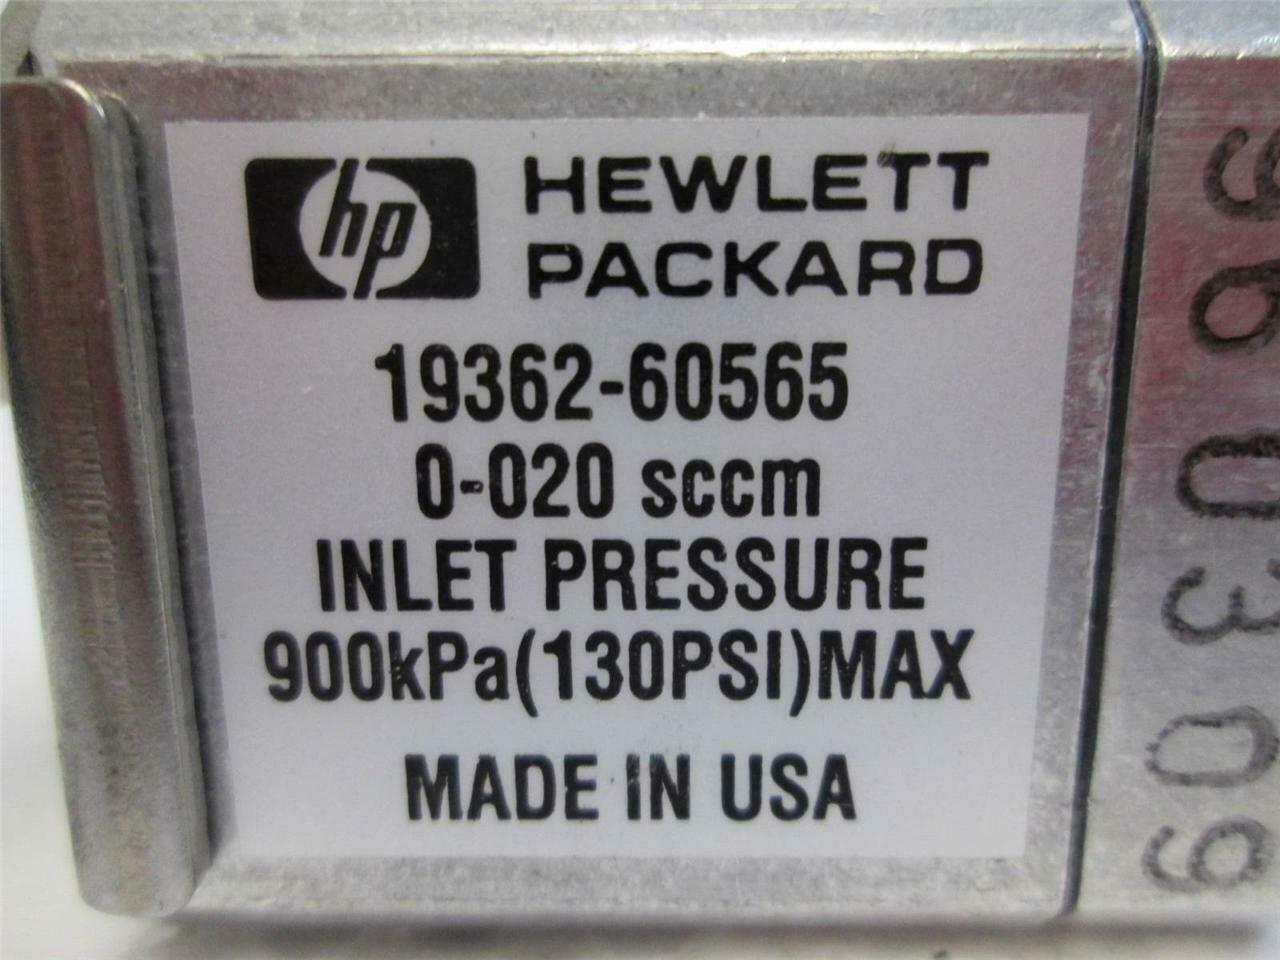 hp HEWLETT
PACKARD
19362-60565
0-020 sccm
INLET PRESSURE
900kPa(130PSI)MAX
MADE IN USA